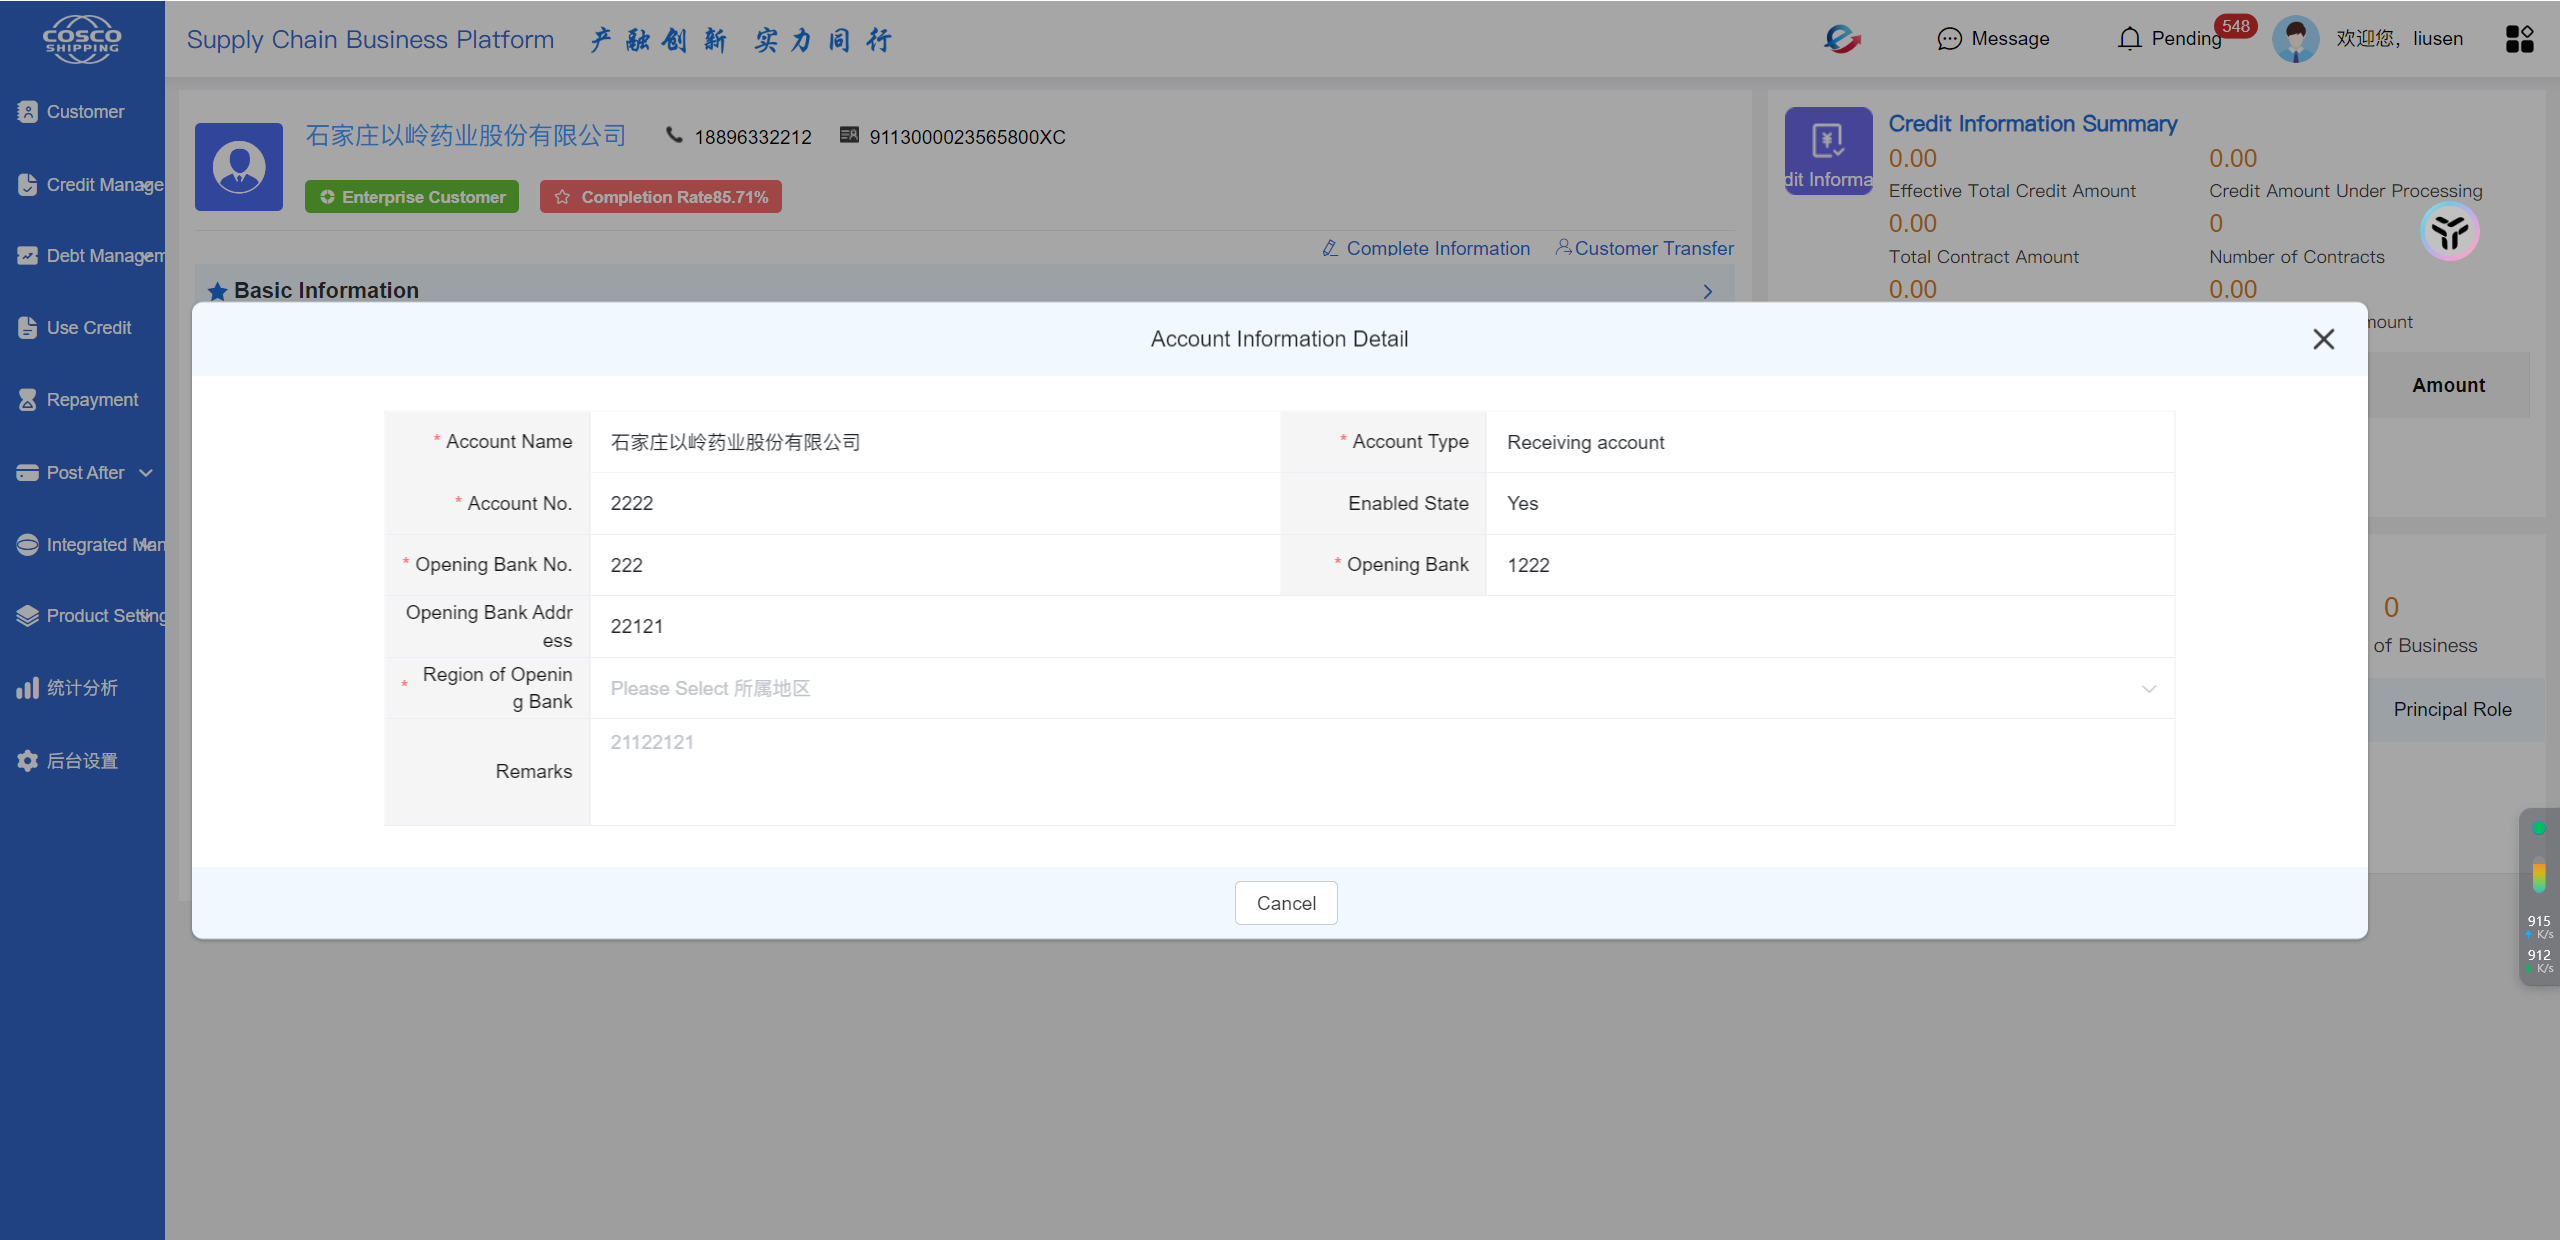 COSCO
SHIPPING
Supply Chain Business Platform
产融创新 实力同行
Message
Pending
548
欢迎您，liusen
Customer
Credit Manage
Debt Managem
Use Credit
Repayment
Post After
Integrated Man
Product Setting
统计分析
后台设置
石家庄以岭药业股份有限公司
18896332212
9113000023565800XC
Enterprise Customer
Completion Rate85.71%
Complete Information
Customer Transfer
Basic Information
dit Informa
Credit Information Summary
0.00
0.00
Effective Total Credit Amount
Credit Amount Under Processing
0.00
0
Total Contract Amount
Number of Contracts
0.00
0.00
mount
Amount
0
of Business
Principal Role
Account Information Detail
* Account Name
石家庄以岭药业股份有限公司
* Account Type
Receiving account
* Account No.
2222
Enabled State
Yes
* Opening Bank No.
222
* Opening Bank
1222
Opening Bank Addr
ess
22121
* Region of Openin
g Bank
Please Select 所属地区
Remarks
21122121
Cancel
915
K/s
912
K/s